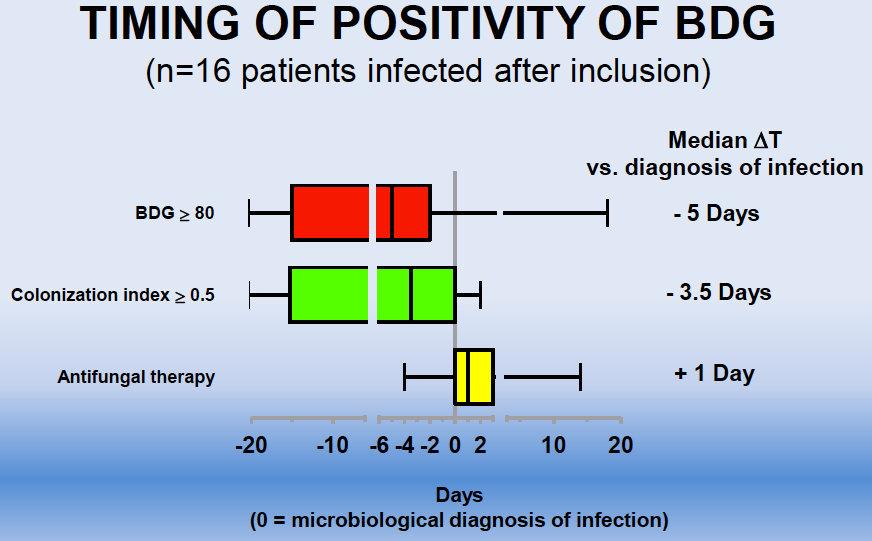 TIMING OF POSITIVITY OF BDG
(n=16 patients infected after inclusion)
Median ΔT
vs. diagnosis of infection
BDG ≥ 80
- 5 Days
Colonization index ≥ 0.5
- 3.5 Days
Antifungal therapy
+ 1 Day
-20 -10 -6 -4 -2 0 2 10 20
Days
(0 = microbiological diagnosis of infection)